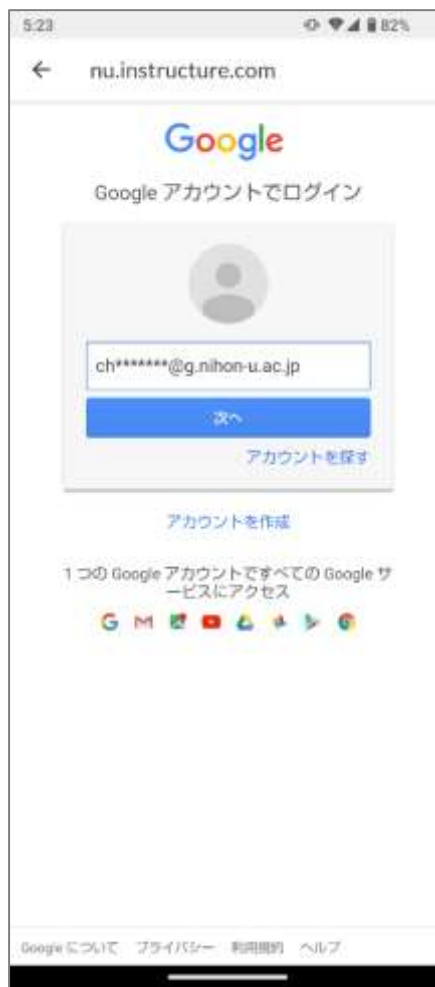 5:23
82%
nu.instructure.com
Google
Google アカウントでログイン
ch*******@g.nihon-u.ac.jp
次へ
アカウントを探す
アカウントを作成
1 つの Google アカウントですべての Google サ
ービスにアクセス
Google について プライバシー 利用規約 ヘルプ